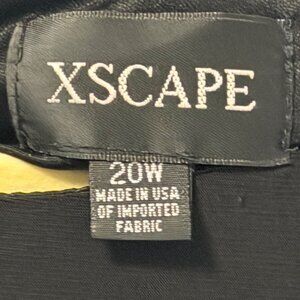 XSCAPE
20W
MADE IN USA
OF IMPORTED
FABRIC